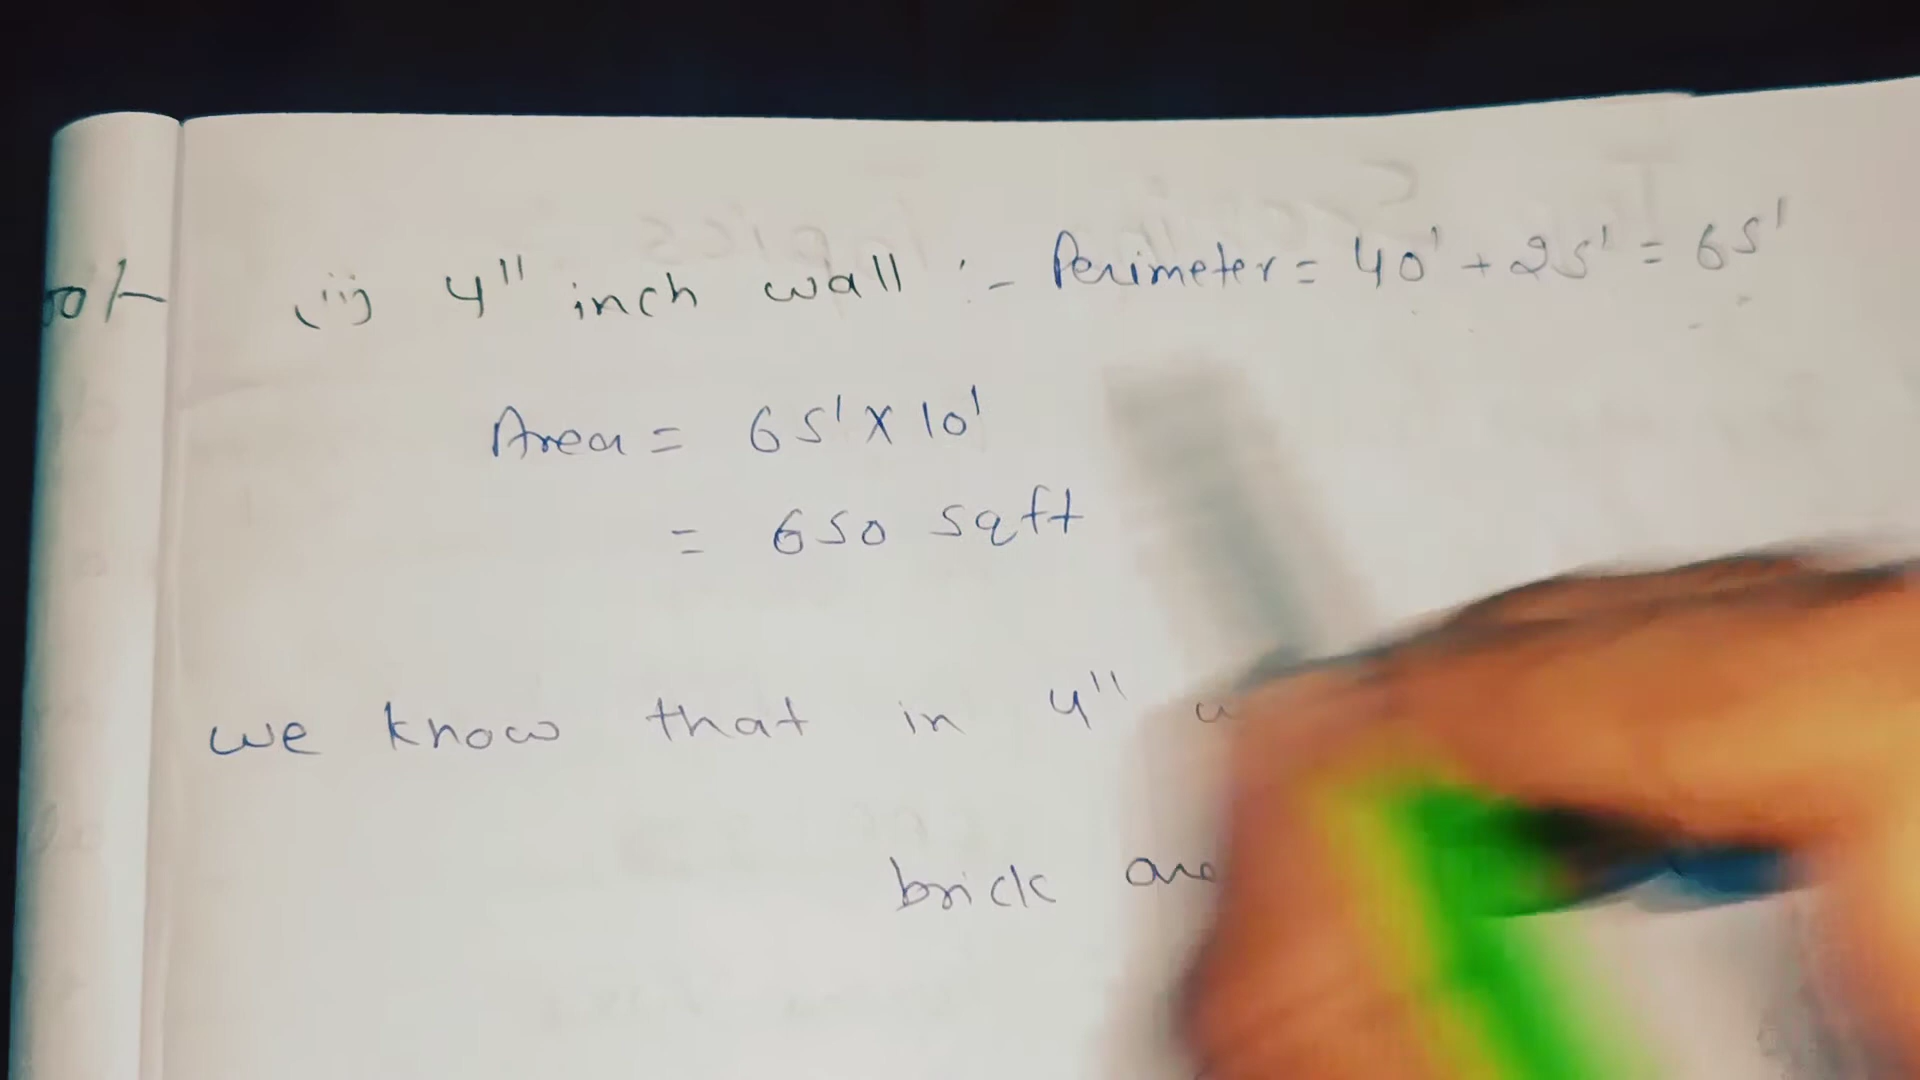 (ii) 4" inch wall :- Perimeter = 40' + 25' = 65'
Area = 65' x 10'
= 650 sqft
we know that in 4"
brick are